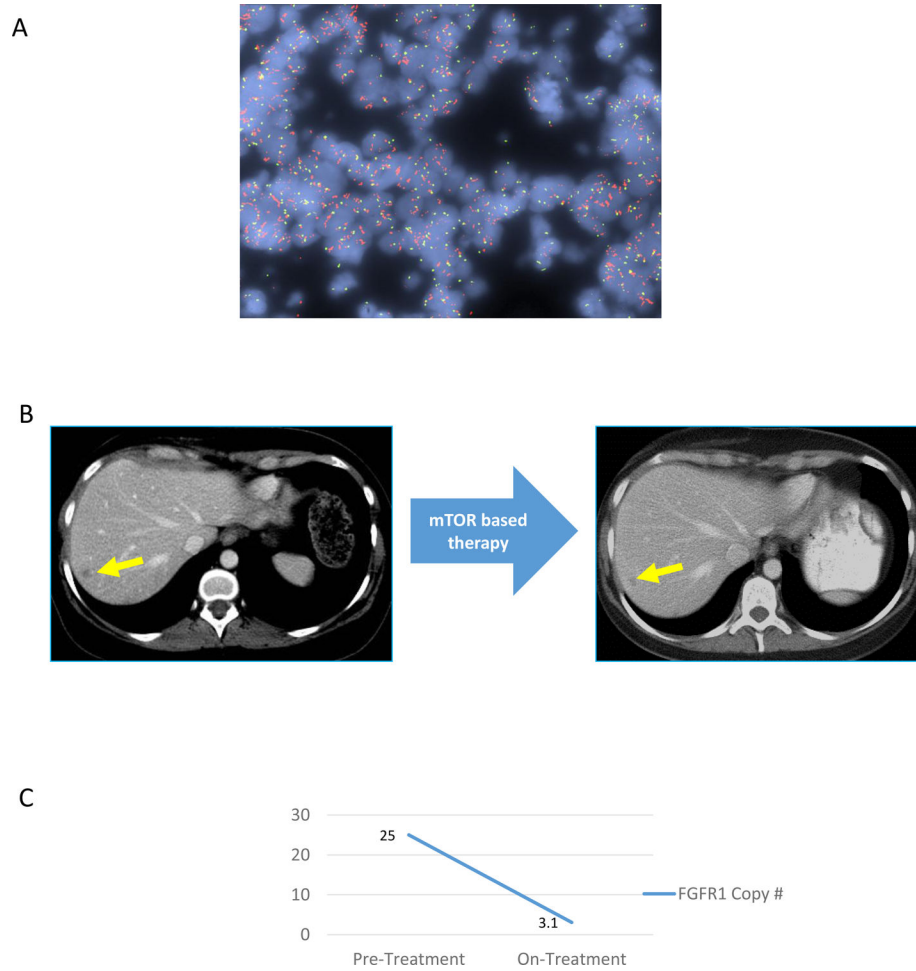 A
B
mTOR based
therapy
C
30
25
20
10
FGFR1 Copy #
3.1
0
Pre-Treatment On-Treatment